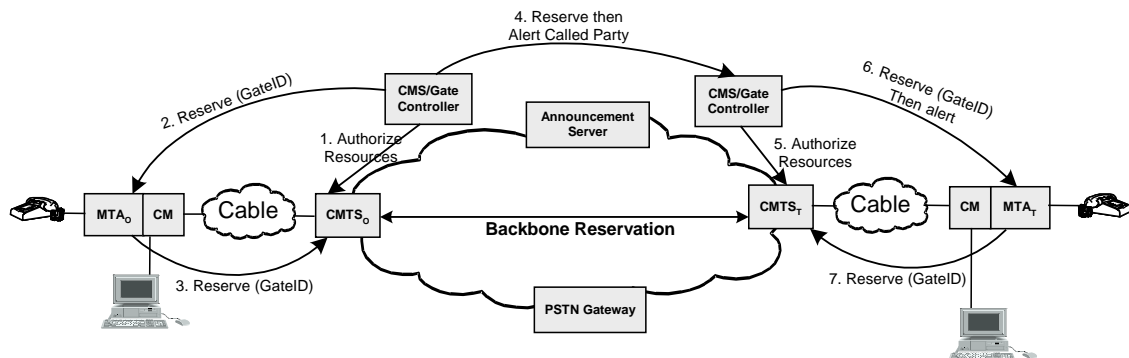 4. Reserve then
Alert Called Party
2. Reserve (GateID)
CMS/Gate
Controller
CMS/Gate
Controller
6. Reserve (GateID)
Then alert
Announcement
Server
1. Authorize
Resources
5. Authorize
Resources
MTAO
CM
Cable
CMTSO
Backbone Reservation
CMTST
Cable
CM
MTAT
3. Reserve (GateID)
7. Reserve (GateID)
PSTN Gateway